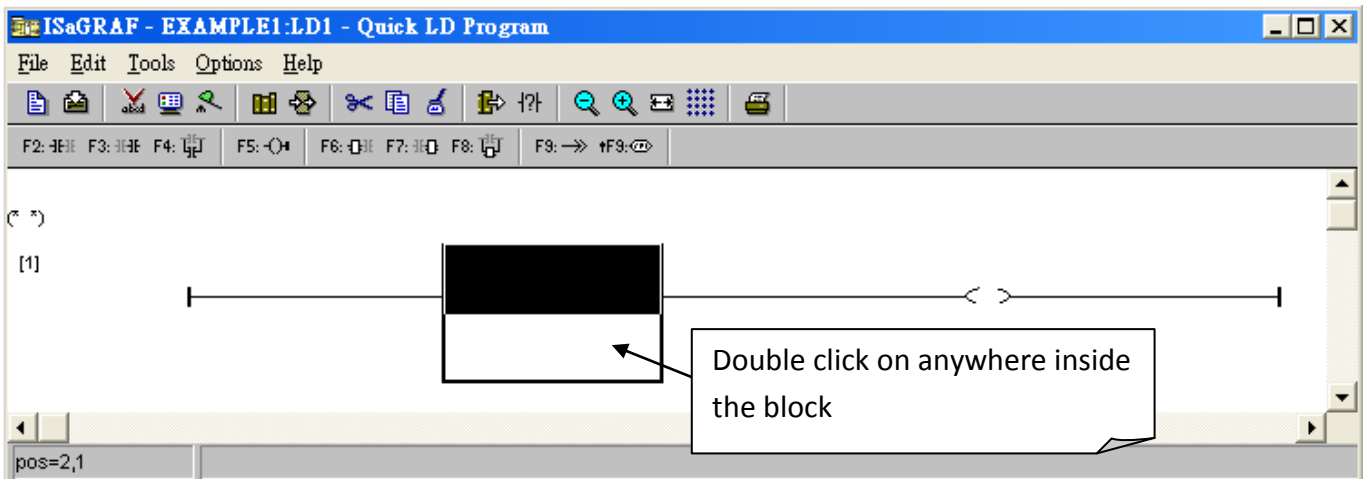 ISaGRAF - EXAMPLE1:LD1 - Quick LD Program
File Edit Tools Options Help
F2: F3: F4: F5: F6: F7: F8: F9: F9:
(* *)
[1]
Double click on anywhere inside
the block
pos=2,1